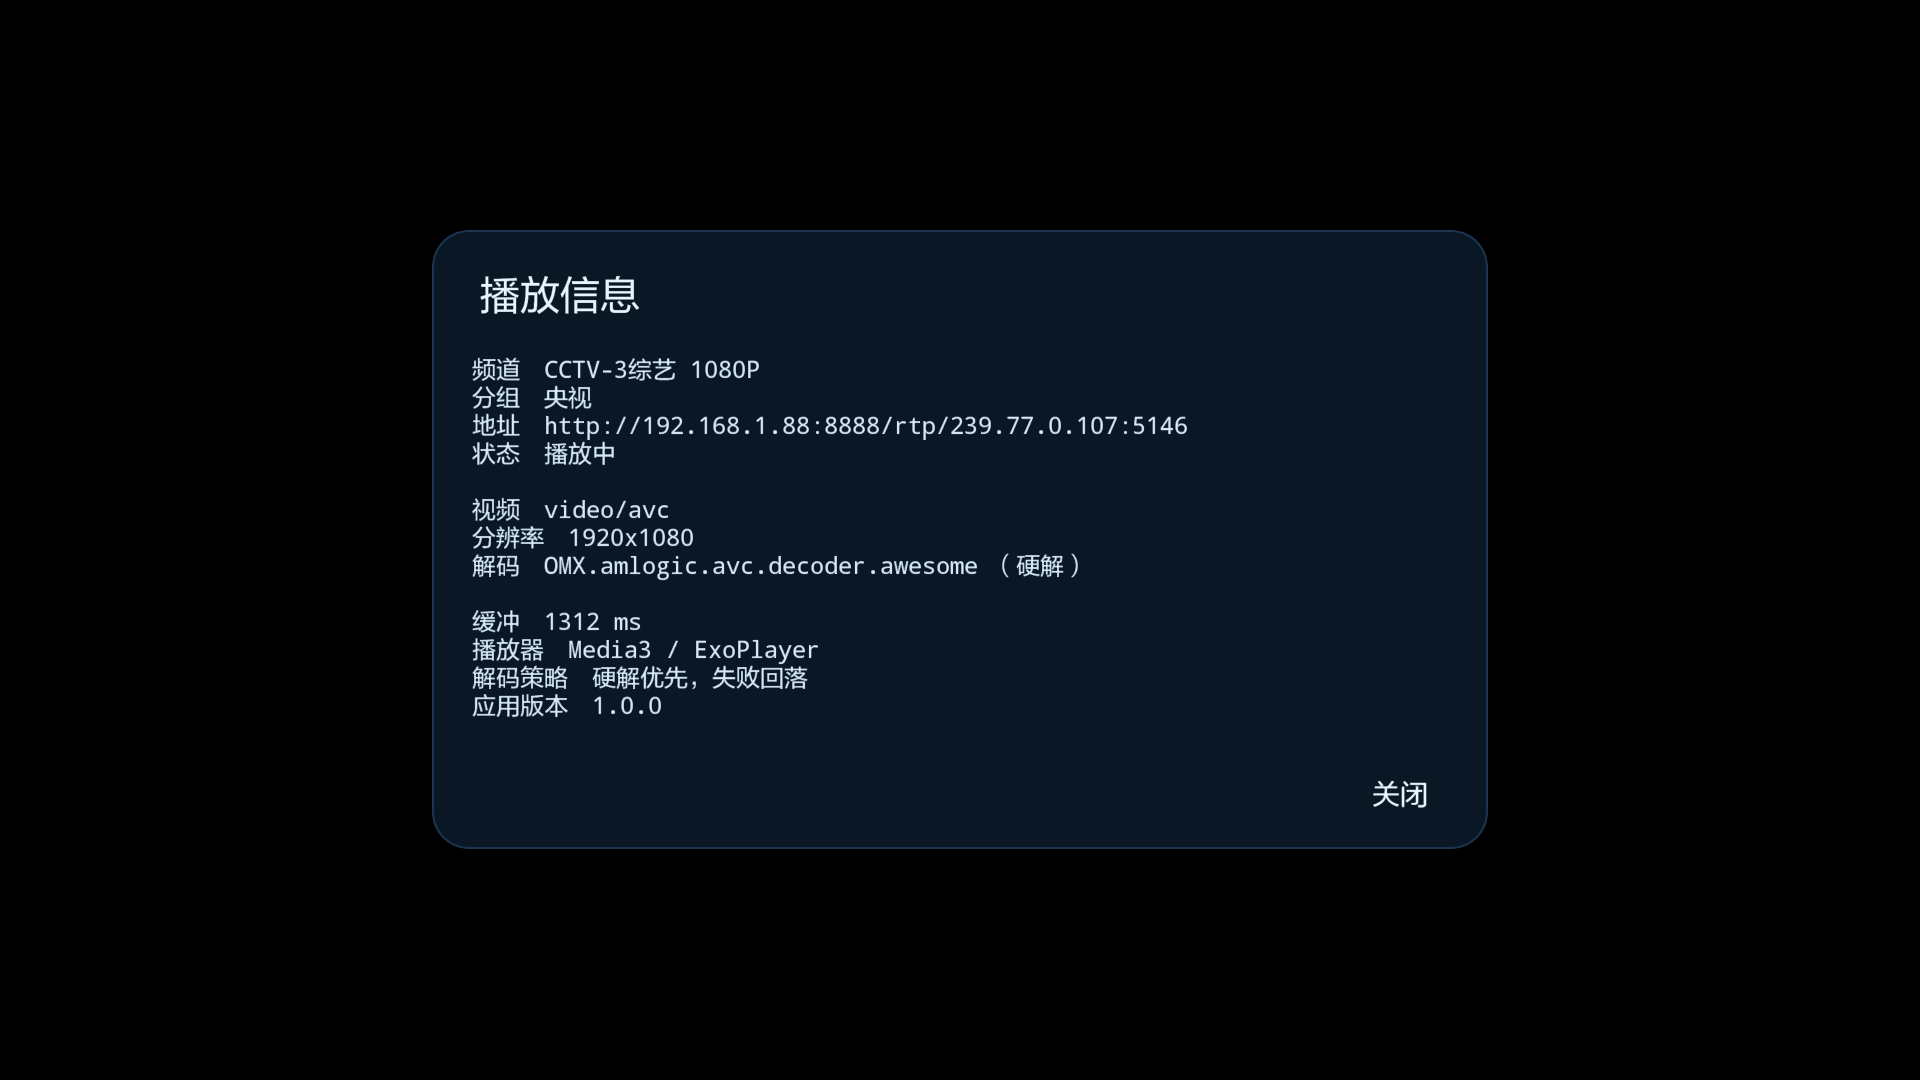 播放信息
频道　CCTV-3综艺 1080P
分组　央视
地址　http://192.168.1.88:8888/rtp/239.77.0.107:5146
状态　播放中
视频　video/avc
分辨率　1920x1080
解码　OMX.amlogic.avc.decoder.awesome （硬解）
缓冲　1312 ms
播放器　Media3 / ExoPlayer
解码策略　硬解优先，失败回落
应用版本　1.0.0
关闭